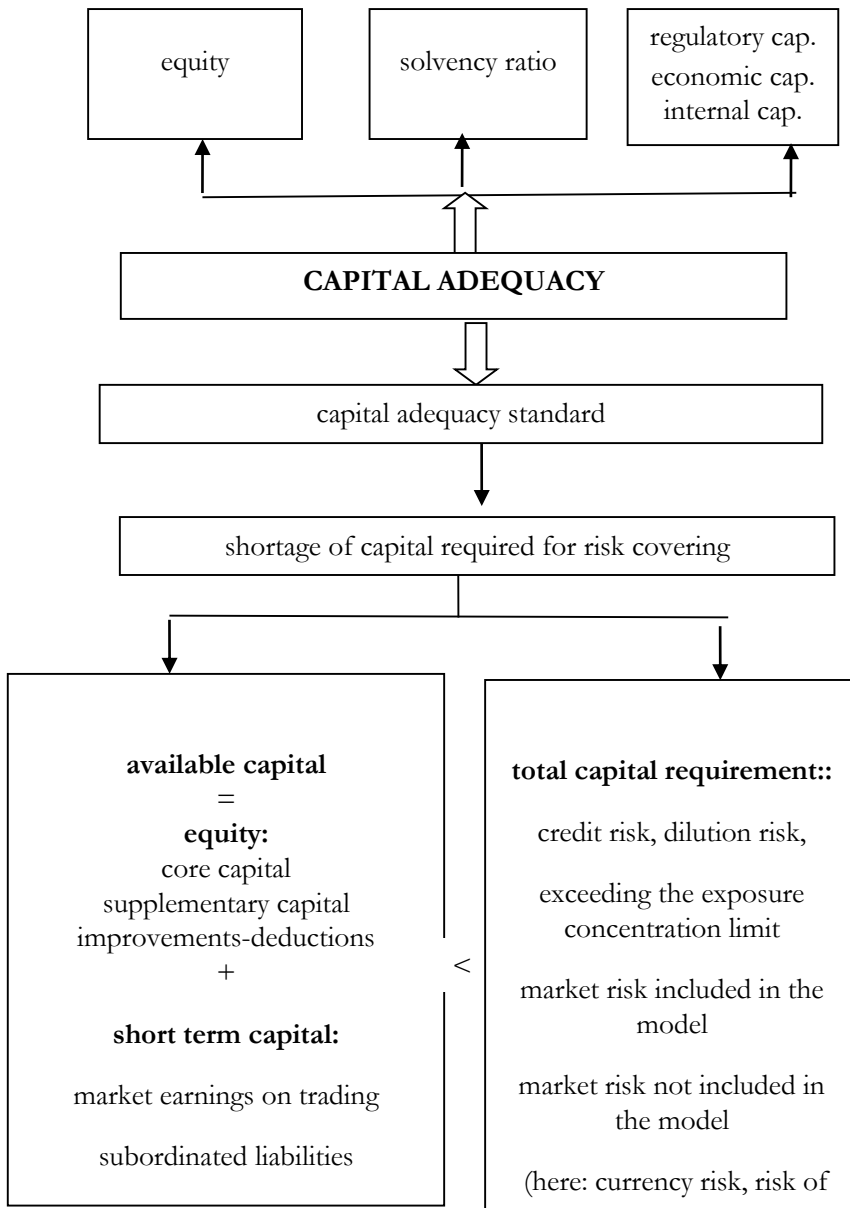 equity
solvency ratio
regulatory cap.
economic cap.
internal cap.
CAPITAL ADEQUACY
capital adequacy standard
shortage of capital required for risk covering
available capital
=
equity:
core capital
supplementary capital
improvements-deductions
+
short term capital:
market earnings on trading
subordinated liabilities
<
total capital requirement::
credit risk, dilution risk,
exceeding the exposure
concentration limit
market risk included in the
model
market risk not included in
the model
(here: currency risk, risk of